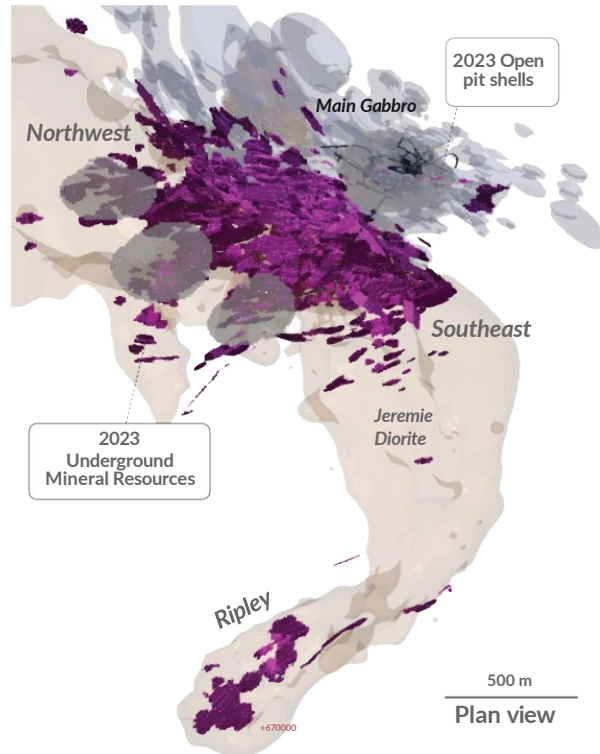 2023 Open
pit shells
Main Gabbro
Northwest
Southeast
Jeremie
Diorite
2023
Underground
Mineral Resources
Ripley
500 m
Plan view
+670000